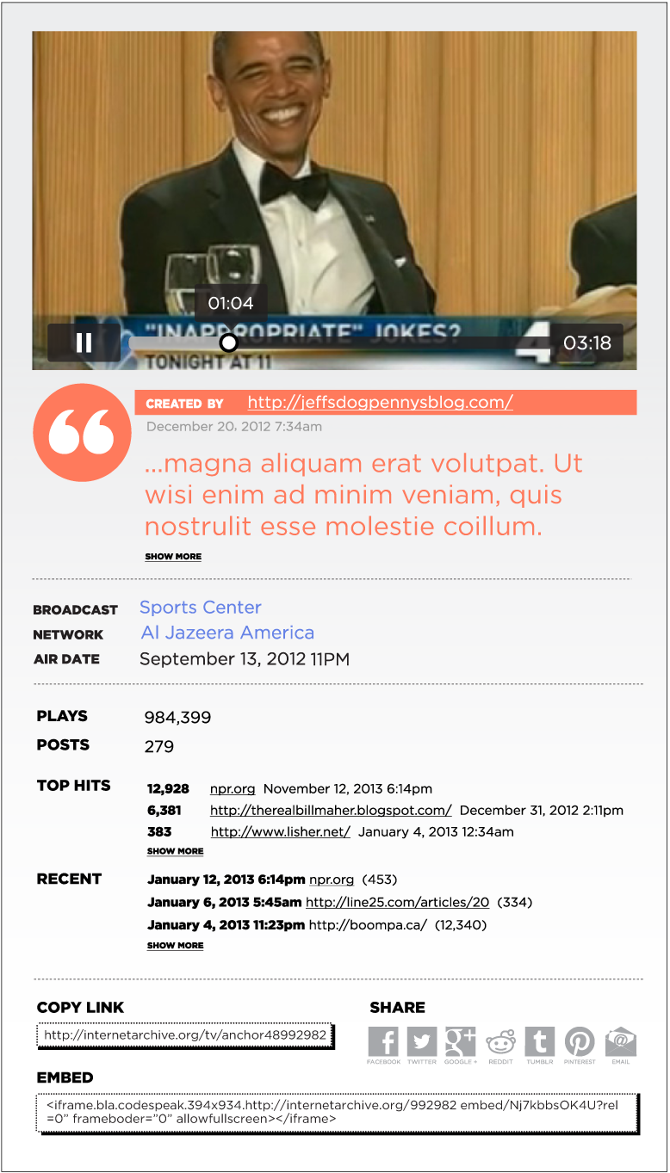 01:04
"INAPPROPRIATE" JOKES?
4
03:18
TONIGHT AT 11
CREATED BY http://jeffsdogpennysblog.com/
December 20, 2012 7:34am
...magna aliquam erat volutpat. Ut
wisi enim ad minim veniam, quis
nostrulit esse molestie coillum.
SHOW MORE
BROADCAST Sports Center
NETWORK Al Jazeera America
AIR DATE September 13, 2012 11PM
PLAYS 984,399
POSTS 279
TOP HITS 12,928 npr.org November 12, 2013 6:14pm
6,381 http://therealbillmaher.blogspot.com/ December 31, 2012 2:11pm
383 http://www.lisher.net/ January 4, 2013 12:34am
SHOW MORE
RECENT January 12, 2013 6:14pm npr.org (453)
January 6, 2013 5:45am http://line25.com/articles/20 (334)
January 4, 2013 11:23pm http://boompa.ca/ (12,340)
SHOW MORE
COPY LINK
http://internetarchive.org/tv/anchor48992982
SHARE
FACEBOOK TWITTER GOOGLE + REDDIT TUMBLR PINTEREST EMAIL
EMBED
<iframe.bla.codespeak.394x934.http://internetarchive.org/992982 embed/Nj7kbbsOK4U?rel
=0” frameboder=”0” allowfullscreen></iframe>